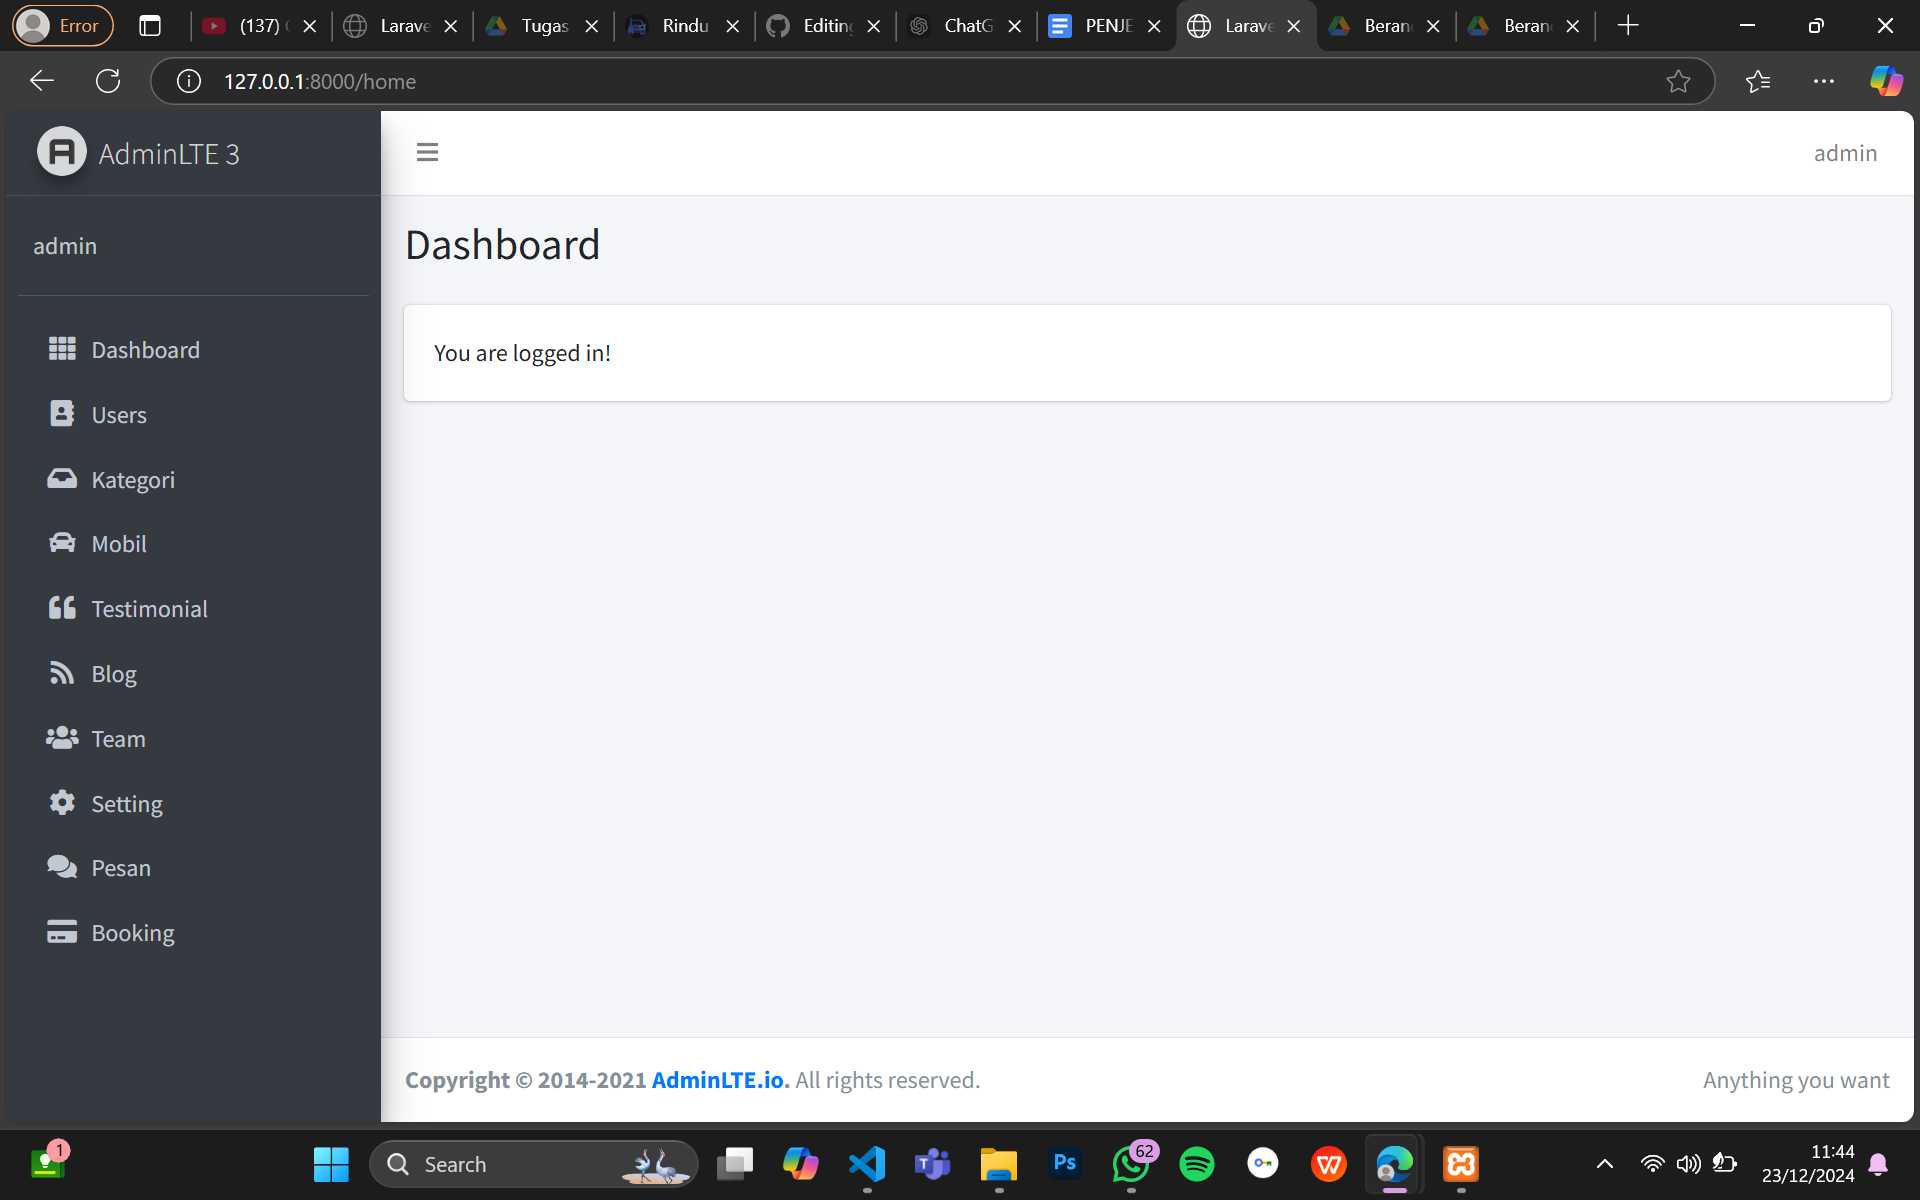 Error
(137)
Larave
Tugas
Rindu
Editing
ChatG
PENJE
Larave
Beran
Beran
127.0.0.1:8000/home
AdminLTE 3
admin
admin
Dashboard
Users
Kategori
Mobil
Testimonial
Blog
Team
Setting
Pesan
Booking
Dashboard
You are logged in!
Copyright © 2014-2021 AdminLTE.io. All rights reserved.
Anything you want
1
Search
Ps
62
11:44
23/12/2024